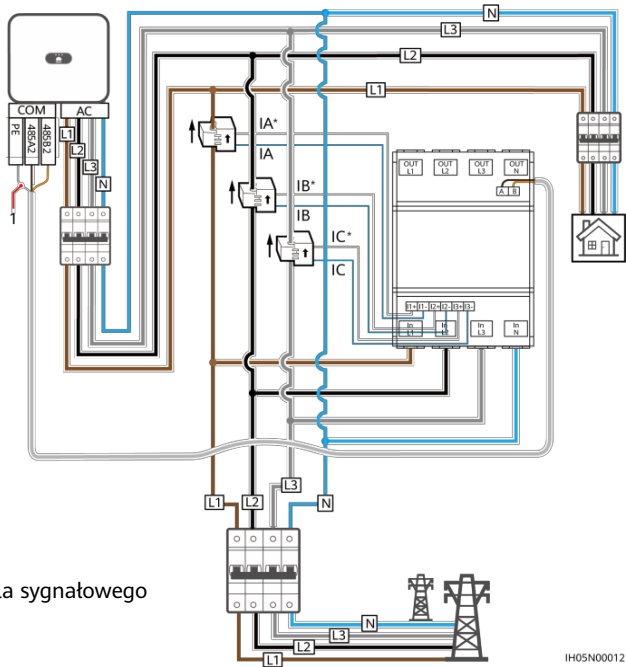 N
L3
L2
L1
COM AC
PE 485A2 485B2
L1 L2 L3 N
1
IA*
IA
IB*
IB
IC*
IC
OUT L1 OUT L2 OUT L3 OUT N
A B
I1+ I1- I2+ I2- I3+ I3-
In L1 In L2 In L3 In N
L1 L2 L3 N
la sygnałowego
N
L3
L2
L1
IH05N00012